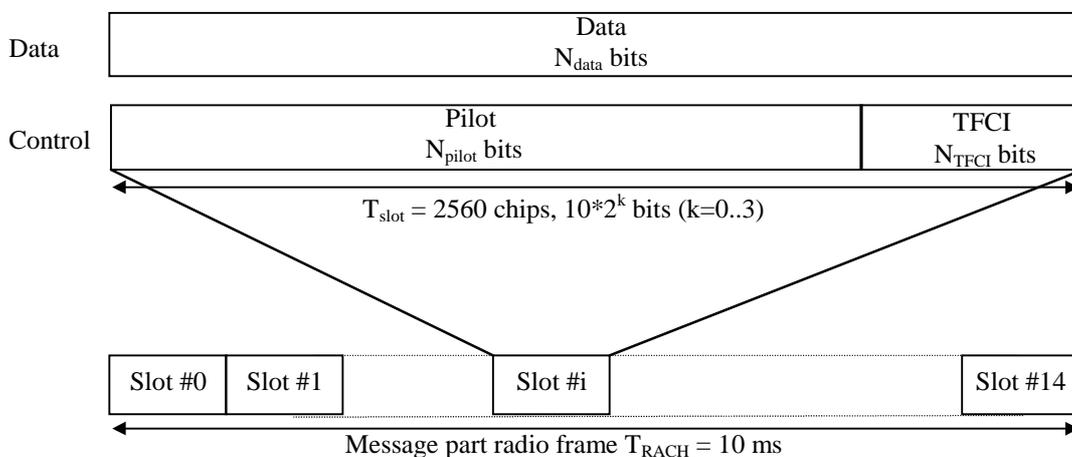 Data
Data
N_data bits
Control
Pilot
N_pilot bits
TFCI
N_TFCI bits
T_slot = 2560 chips, 10*2^k bits (k=0..3)
Slot #0
Slot #1
Slot #i
Slot #14
Message part radio frame T_RACH = 10 ms